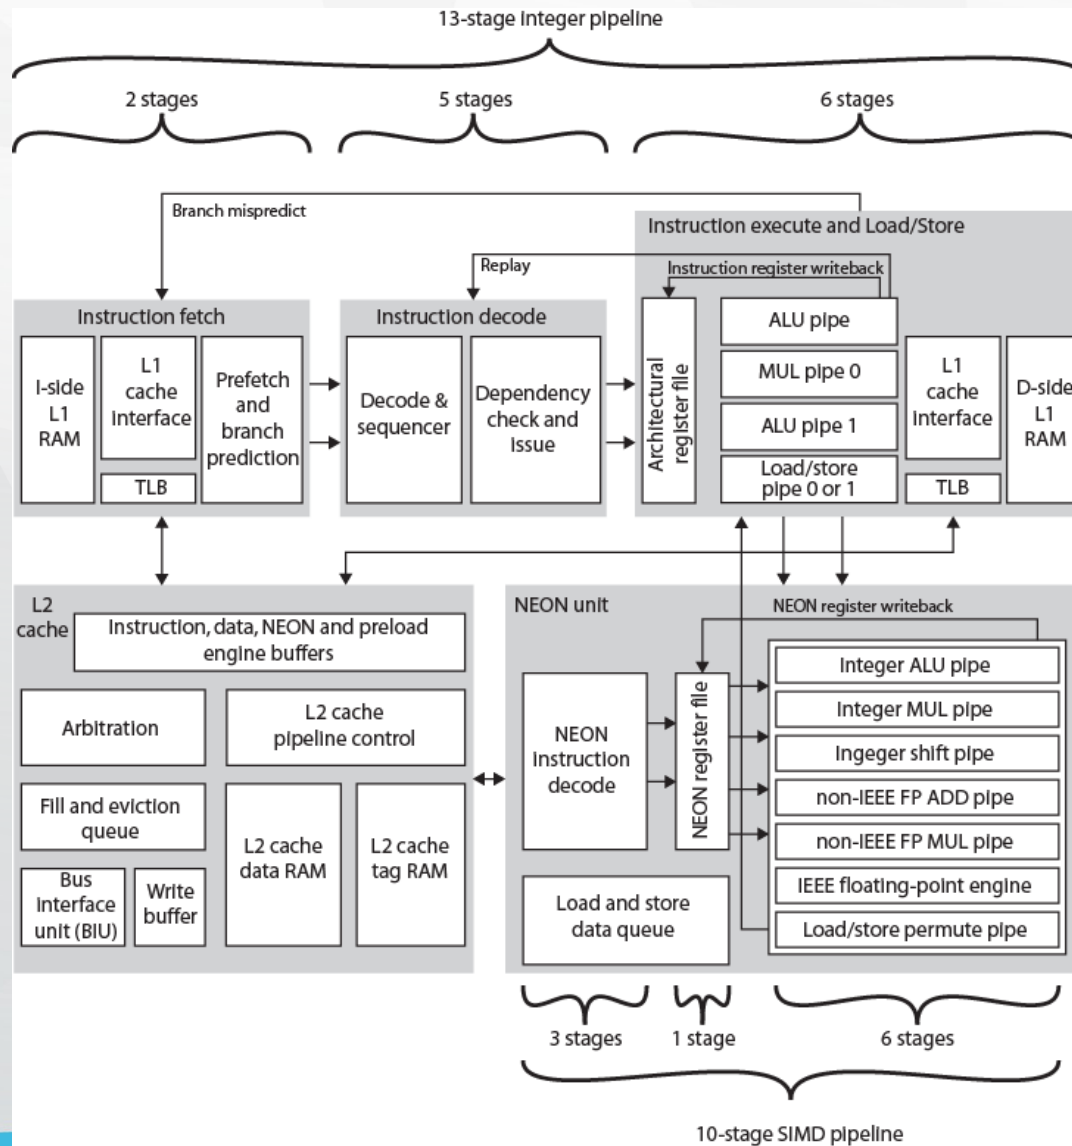 13-stage integer pipeline
2 stages
5 stages
6 stages
Branch mispredict
Instruction execute and Load/Store
Replay
Instruction register writeback
Instruction fetch
I-side
L1
RAM
L1
cache
interface
TLB
Prefetch
and
branch
prediction
Instruction decode
Decode &
sequencer
Dependency
check and
issue
Architectural
register file
ALU pipe
MUL pipe 0
ALU pipe 1
Load/store
pipe 0 or 1
L1
cache
interface
TLB
D-side
L1
RAM
L2
cache
Instruction, data, NEON and preload
engine buffers
Arbitration
L2 cache
pipeline control
Fill and eviction
queue
L2 cache
data RAM
L2 cache
tag RAM
Bus
interface
unit (BIU)
Write
buffer
NEON unit
NEON register writeback
NEON
instruction
decode
NEON register file
Integer ALU pipe
Integer MUL pipe
Ingeger shift pipe
non-IEEE FP ADD pipe
non-IEEE FP MUL pipe
IEEE floating-point engine
Load/store permute pipe
Load and store
data queue
3 stages
1 stage
6 stages
10-stage SIMD pipeline